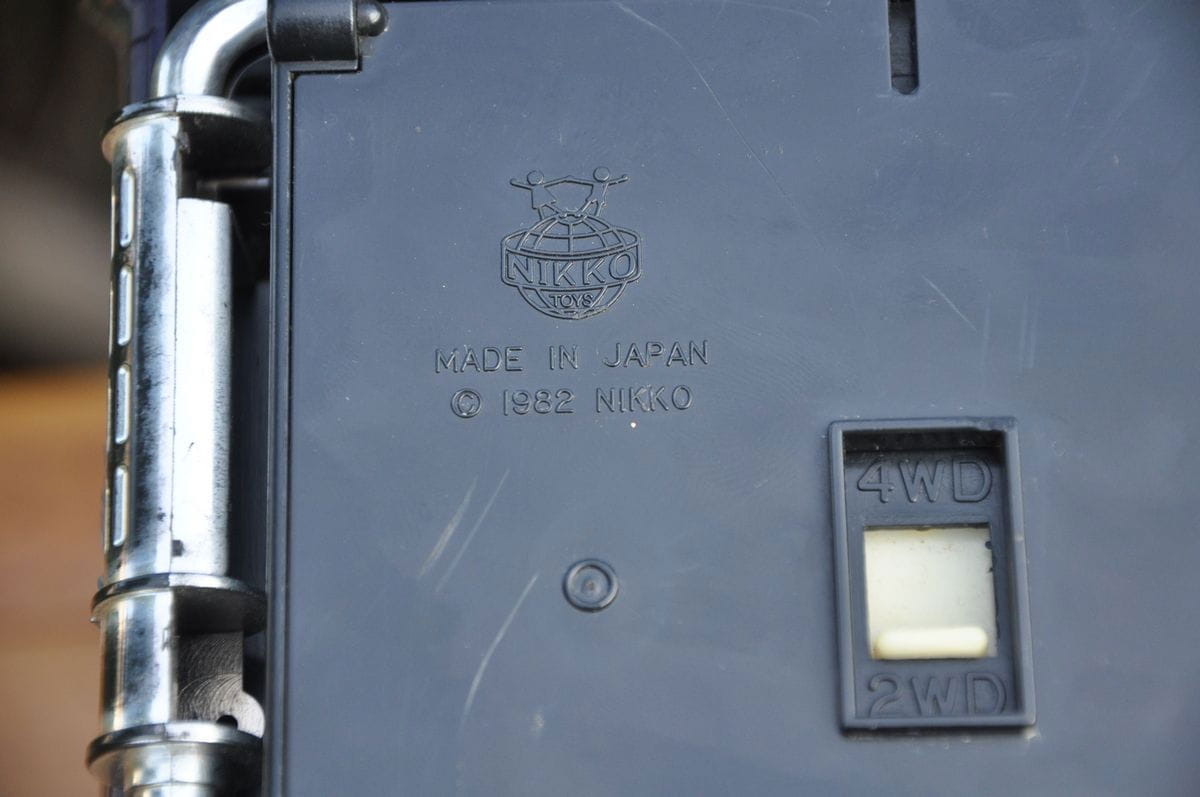 NIKKO
TOYS
MADE IN JAPAN
© 1982 NIKKO
4WD
2WD